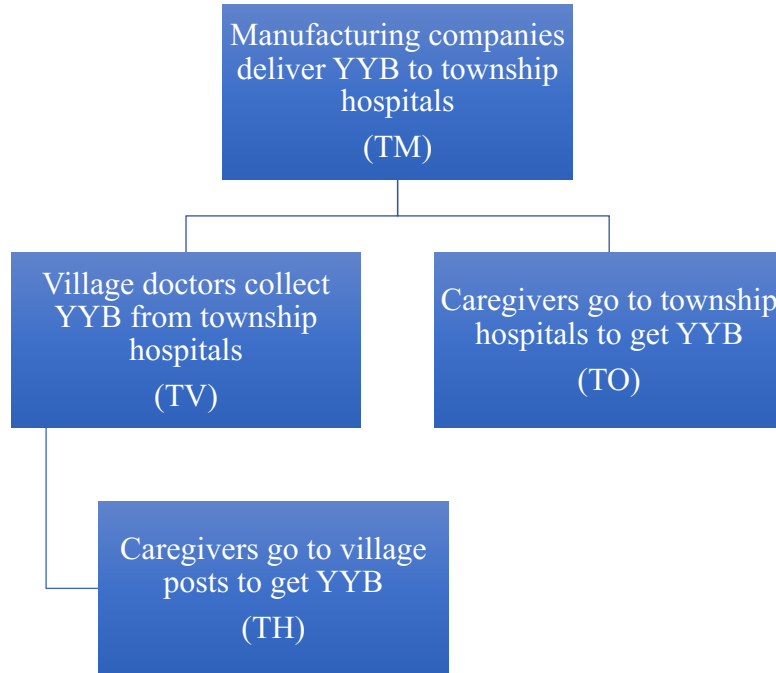 Manufacturing companies
deliver YYB to township
hospitals
(TM)
Village doctors collect
YYB from township
hospitals
(TV)
Caregivers go to township
hospitals to get YYB
(TO)
Caregivers go to village
posts to get YYB
(TH)